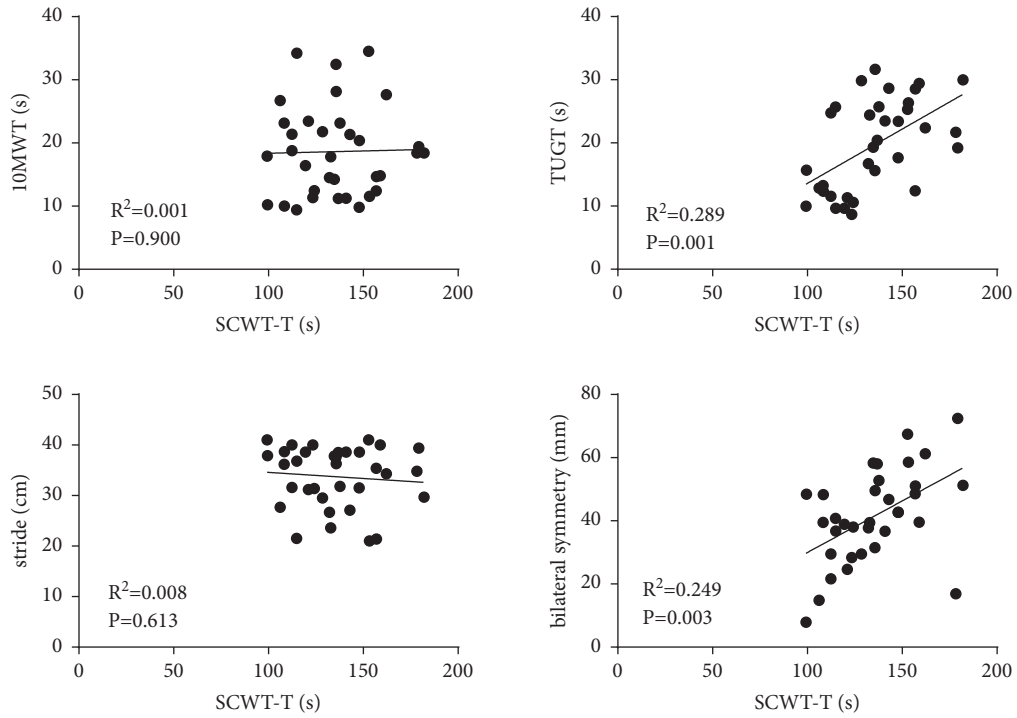 40
30
20
10
0
10MWT (s)
R²=0.001
P=0.900
0 50 100 150 200
SCWT-T (s)
40
30
20
10
0
TUGT (s)
R²=0.289
P=0.001
0 50 100 150 200
SCWT-T (s)
50
40
30
20
10
0
stride (cm)
R²=0.008
P=0.613
0 50 100 150 200
SCWT-T (s)
80
60
40
20
0
bilateral symmetry (mm)
R²=0.249
P=0.003
0 50 100 150 200
SCWT-T (s)